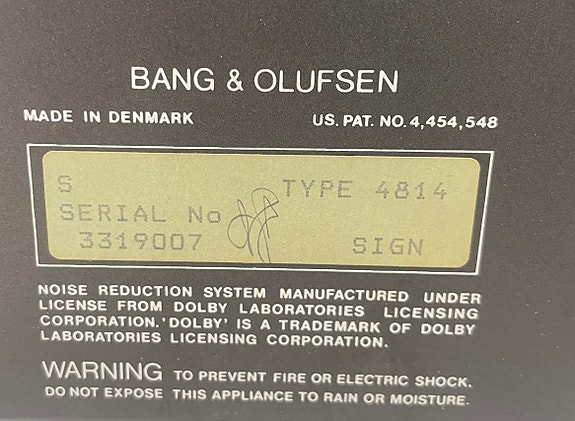 BANG & OLUFSEN
MADE IN DENMARK US. PAT. NO. 4,454,548
S TYPE 4814
SERIAL No
3319007 SIGN
NOISE REDUCTION SYSTEM MANUFACTURED UNDER
LICENSE FROM DOLBY LABORATORIES LICENSING
CORPORATION.'DOLBY' IS A TRADEMARK OF DOLBY
LABORATORIES LICENSING CORPORATION.
WARNING TO PREVENT FIRE OR ELECTRIC SHOCK.
DO NOT EXPOSE THIS APPLIANCE TO RAIN OR MOISTURE.